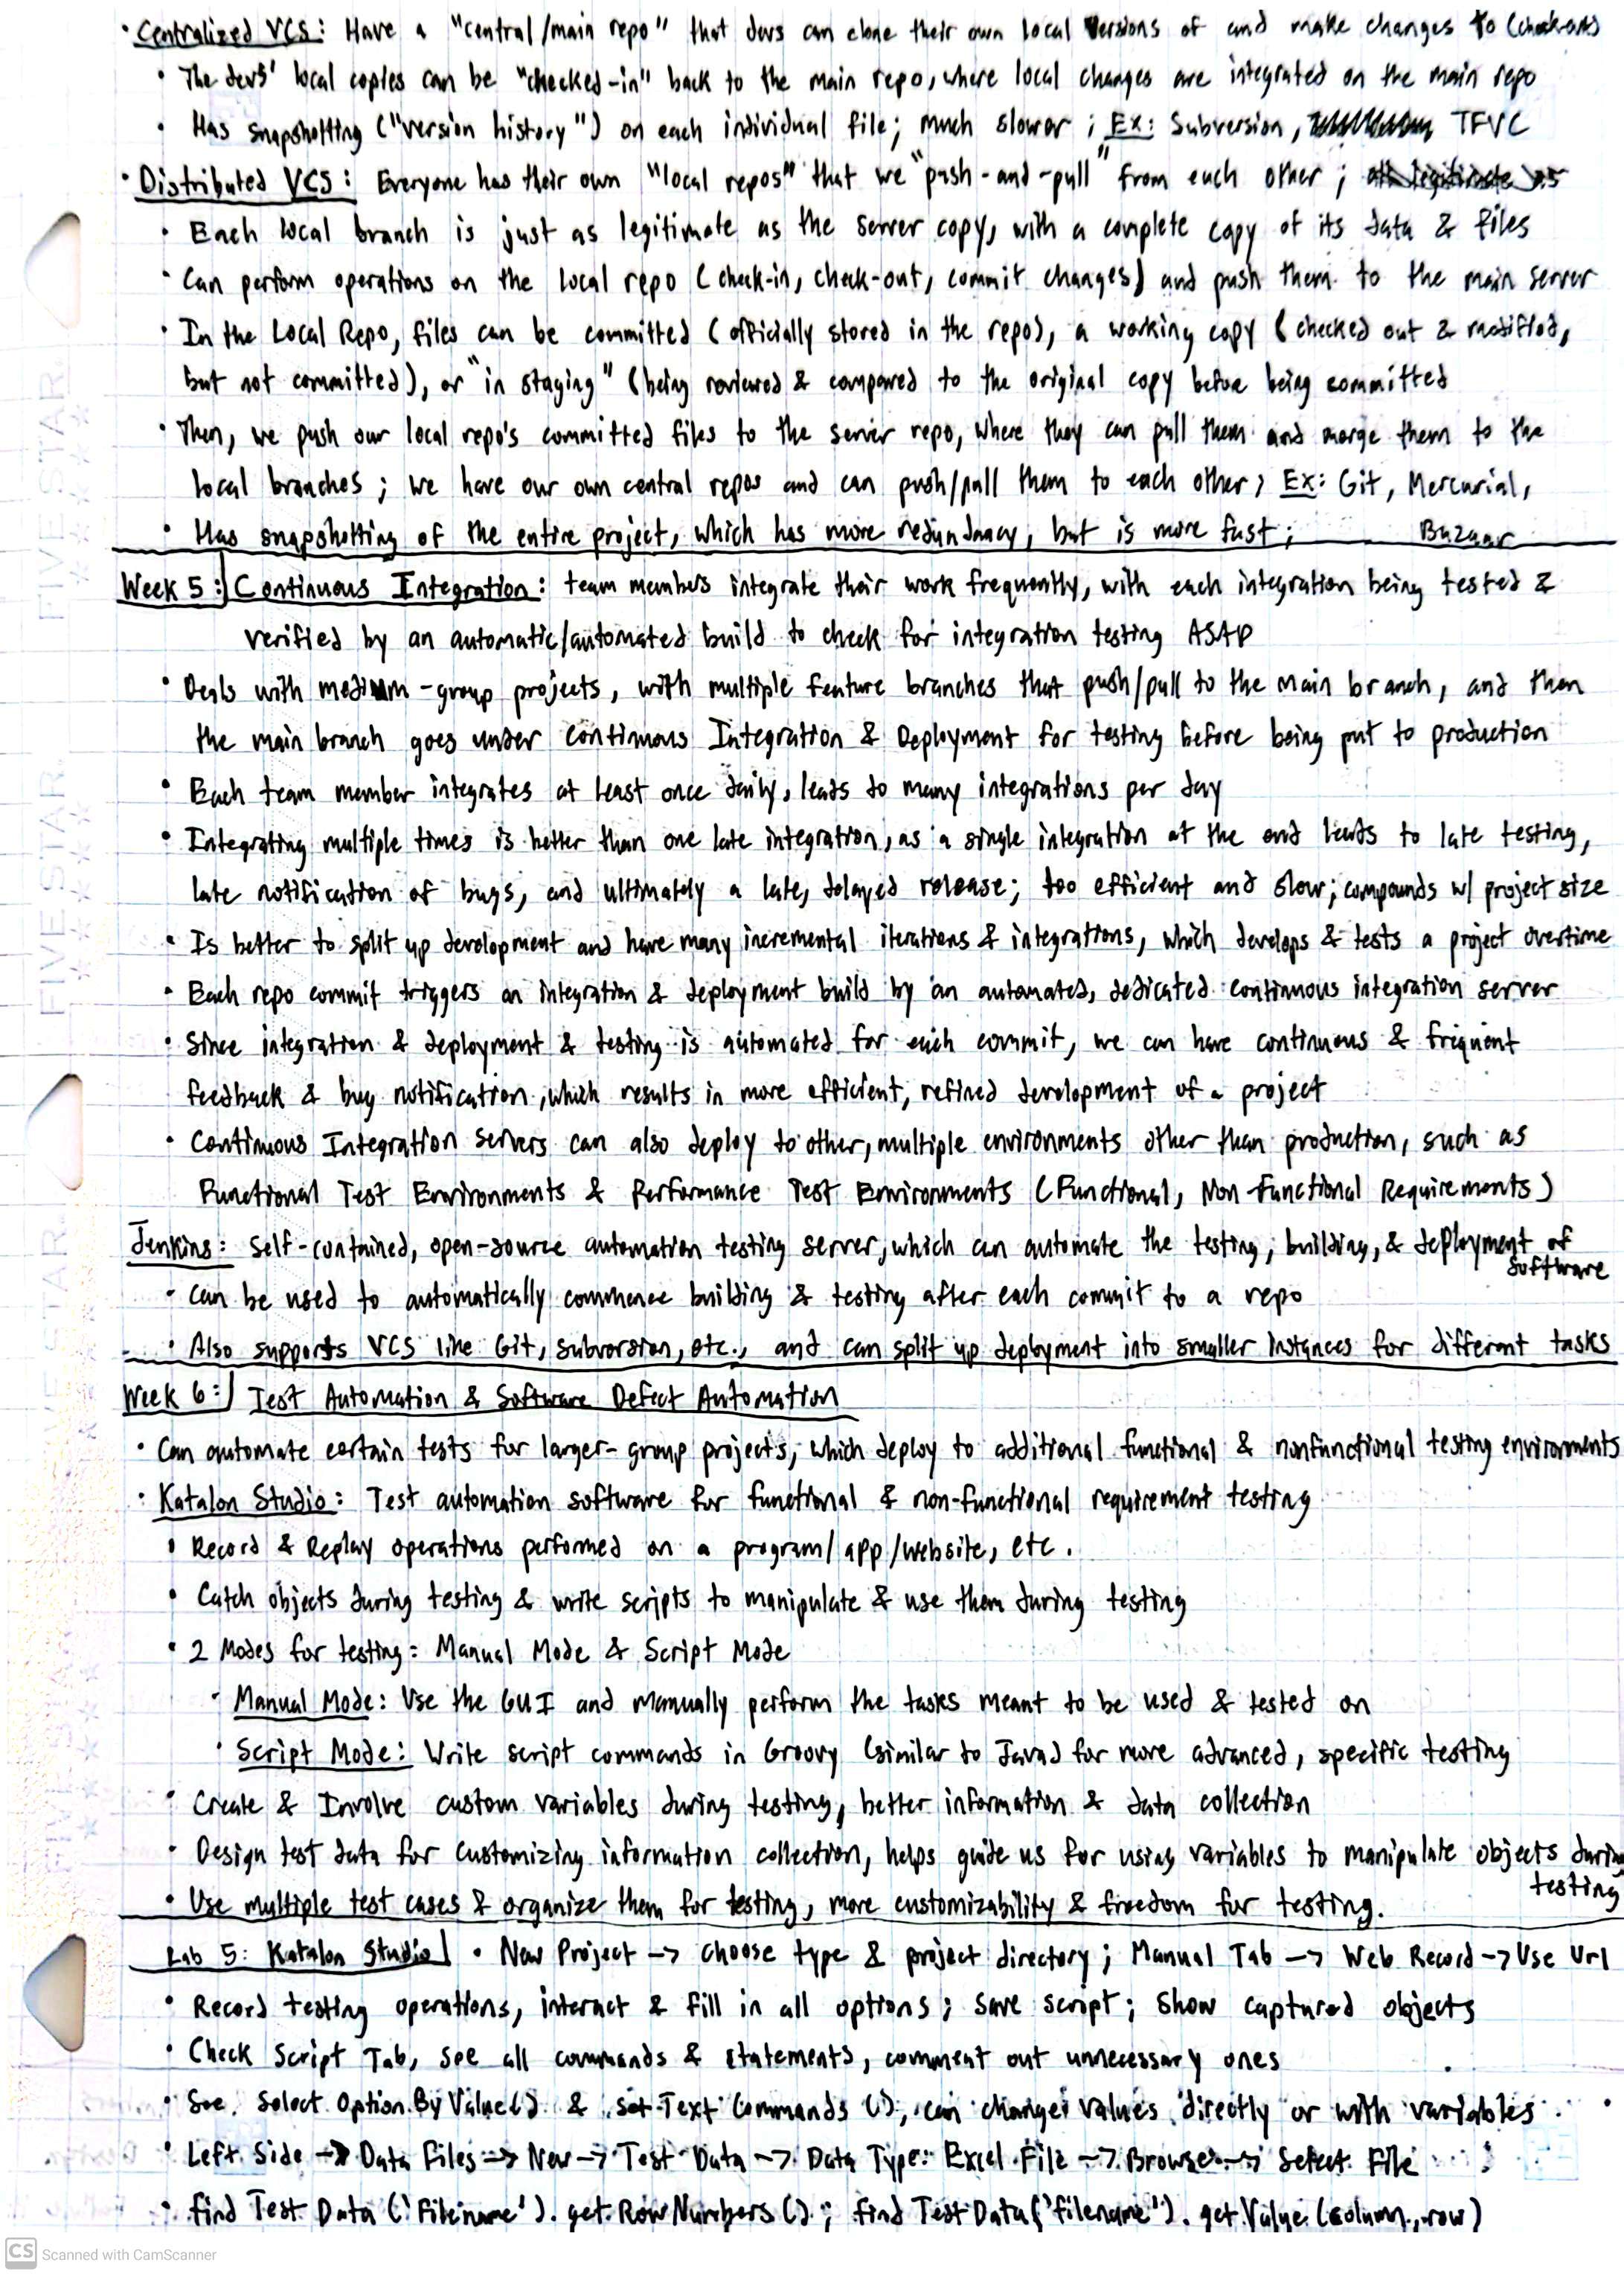 • Centralized VCS: Have a "central/main repo" that devs can clone their own local versions of and make changes to (check-outs)
• The devs' local copies can be "checked-in" back to the main repo, where local changes are integrated on the main repo
• Has snapshotting ("version history") on each individual file; much slower; Ex: Subversion, TFVC
• Distributed VCS: Everyone has their own "local repos" that we "push-and-pull" from each other;
• Each local branch is just as legitimate as the server copy, with a complete copy of its data & files
• Can perform operations on the local repo (check-in, check-out, commit changes) and push them to the main server
• In the Local Repo, files can be committed (officially stored in the repo), a working copy (checked out & modified,
but not committed), or "in staging" (being reviewed & compared to the original copy before being committed
• Then, we push our local repo's committed files to the server repo, where they can pull them and merge them to the
local branches; we have our own central repos and can push/pull them to each other; Ex: Git, Mercurial,
• Has snapshotting of the entire project, which has more redundancy, but is more fast; Bazaar
Week 5: Continuous Integration: team members integrate their work frequently, with each integration being tested &
verified by an automatic/automated build to check for integration testing ASAP
• Deals with medium-group projects, with multiple feature branches that push/pull to the main branch, and then
the main branch goes under Continuous Integration & Deployment for testing before being put to production
• Each team member integrates at least once daily, leads to many integrations per day
• Integrating multiple times is better than one late integration, as a single integration at the end leads to late testing,
late notification of bugs, and ultimately a late, delayed release; too efficient and slow; compounds w/ project size
• Is better to split up development and have many incremental iterations & integrations, which develops & tests a project overtime
• Each repo commit triggers an integration & deployment build by an automated, dedicated continuous integration server
• Since integration & deployment & testing is automated for each commit, we can have continuous & frequent
feedback & bug notification, which results in more efficient, refined development of a project
• Continuous Integration servers can also deploy to other, multiple environments other than production, such as
Functional Test Environments & Performance Test Environments (Functional, Non-functional Requirements)
Jenkins: Self-contained, open-source automation testing server, which can automate the testing, building, & deployment of
software
• Can be used to automatically commence building & testing after each commit to a repo
• Also supports VCS like Git, Subversion, etc., and can split up deployment into smaller instances for different tasks
Week 6: Test Automation & Software Defect Automation
• Can automate certain tests for larger-group projects, which deploy to additional functional & nonfunctional testing environments
• Katalon Studio: Test automation software for functional & non-functional requirement testing
• Record & Replay operations performed on a program/app/website, etc.
• Catch objects during testing & write scripts to manipulate & use them during testing
• 2 Modes for testing: Manual Mode & Script Mode
• Manual Mode: Use the GUI and manually perform the tasks meant to be used & tested on
• Script Mode: Write script commands in Groovy (similar to Java) for more advanced, specific testing
• Create & Involve custom variables during testing, better information & data collection
• Design test data for customizing information collection, helps guide us for using variables to manipulate objects during
testing
• Use multiple test cases & organize them for testing, more customizability & freedom for testing.
Lab 5: Katalon Studio • New Project -> Choose type & project directory; Manual Tab -> Web Record -> Use Url
• Record testing operations, interact & fill in all options; save script; show captured objects
• Check Script Tab, see all commands & statements, comment out unnecessary ones
• See. Select Option.By Value() & .set Text Commands (), can change values directly or with variables
• Left Side -> Data Files -> New -> Test Data -> Data Type: Excel File -> Browse -> Select File
• find Test Data ('Filename'). get.RowNumbers (); find TestData('filename'). get Value (column, row)
FIVE STAR
FIVE STAR
FIVE STAR
CS Scanned with CamScanner